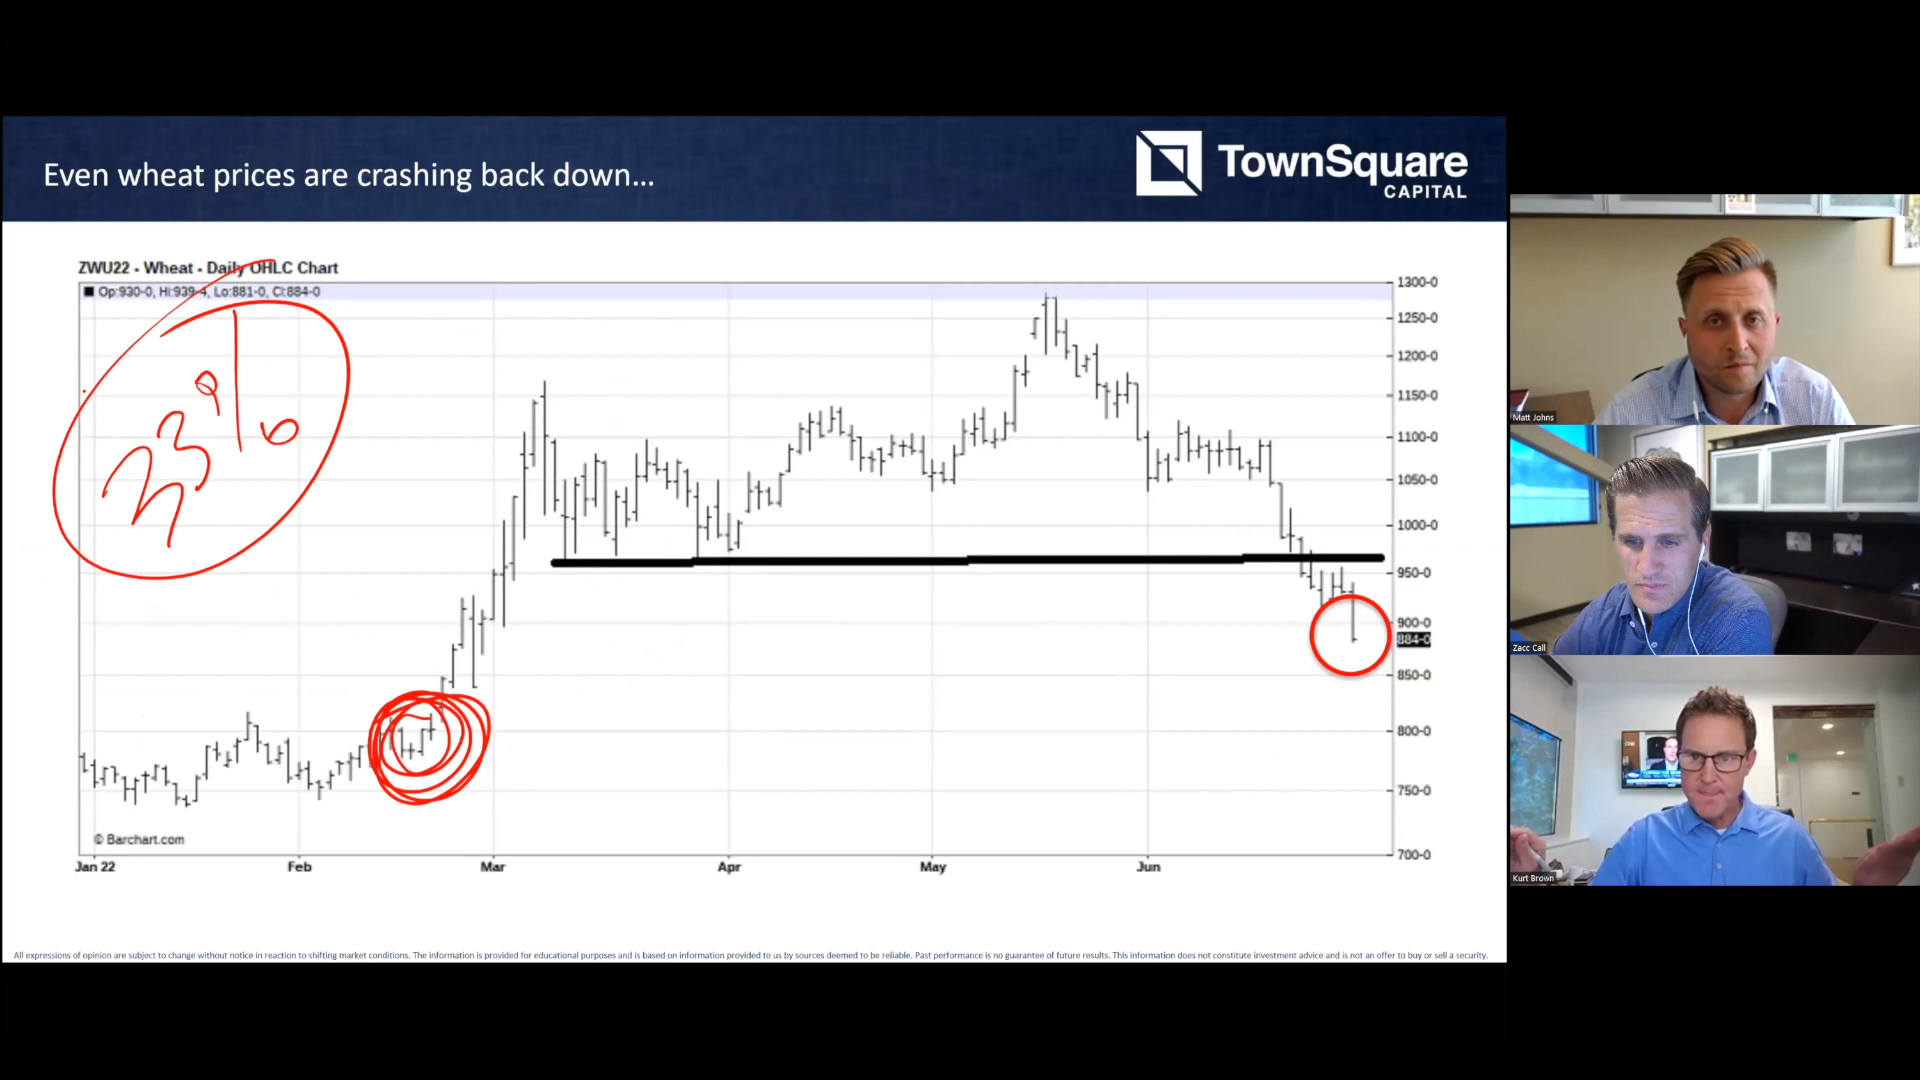 Even wheat prices are crashing back down...
TownSquare
CAPITAL
ZWU22 - Wheat - Daily OHLC Chart
Op:930-0, Hi:939-4, Lo:881-0, Cl:884-0
33%
1300-0
1250-0
1200-0
1150-0
1100-0
1050-0
1000-0
950-0
900-0
884-0
850-0
800-0
750-0
700-0
© Barchart.com
Jan 22 Feb Mar Apr May Jun
All expressions of opinion are subject to change without notice in reaction to shifting market conditions. The information is provided for educational purposes and is based on information provided to us by sources deemed to be reliable. Past performance is no guarantee of future results. This information does not constitute investment advice and is not an offer to buy or sell a security.
Matt Johns
Zacc Call
Kurt Brown